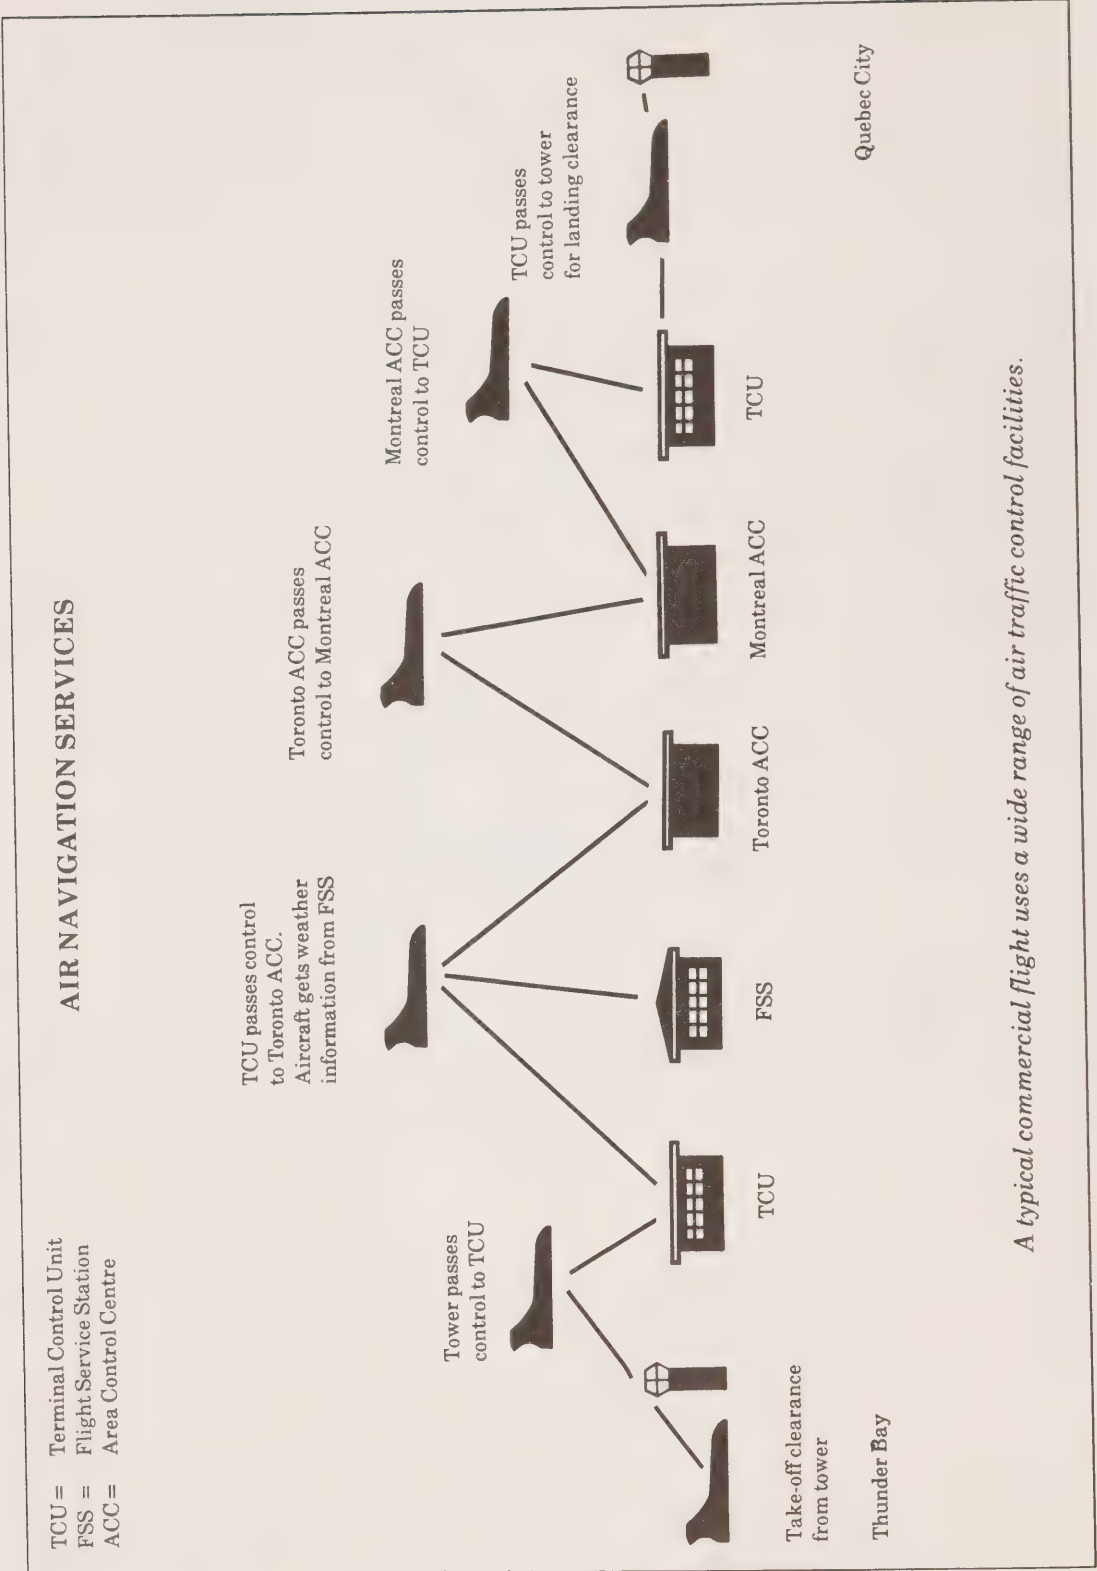 AIR NAVIGATION SERVICES
TCU = Terminal Control Unit
FSS = Flight Service Station
ACC = Area Control Centre
Take-off clearance
from tower
Thunder Bay
Tower passes
control to TCU
TCU
TCU passes control
to Toronto ACC.
Aircraft gets weather
information from FSS
FSS
Toronto ACC
Toronto ACC passes
control to Montreal ACC
Montreal ACC
Montreal ACC passes
control to TCU
TCU
TCU passes
control to tower
for landing clearance
Quebec City
A typical commercial flight uses a wide range of air traffic control facilities.